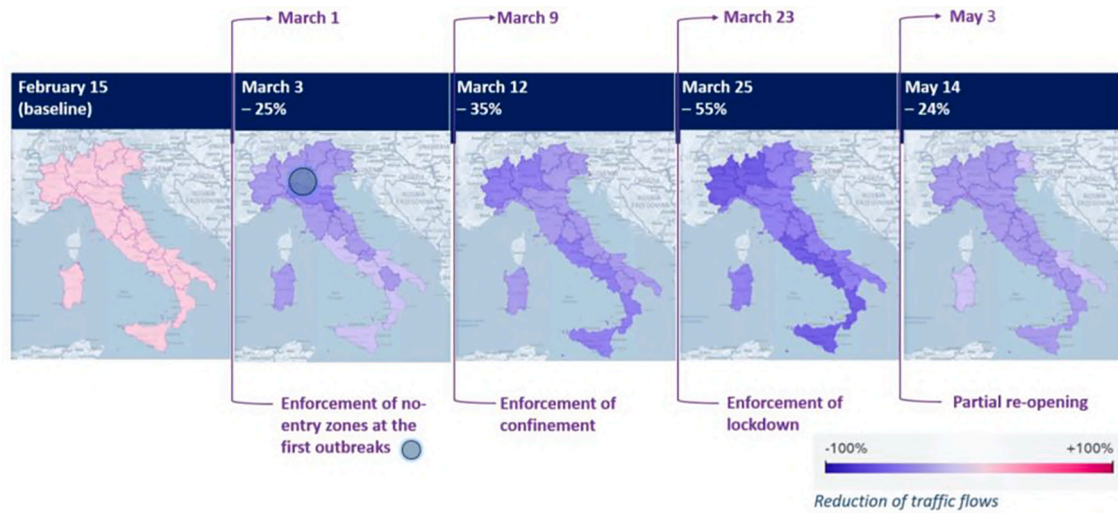 March 1
March 9
March 23
May 3
February 15
(baseline)
March 3
– 25%
March 12
– 35%
March 25
– 55%
May 14
– 24%
Enforcement of no-
entry zones at the
first outbreaks
Enforcement of
confinement
Enforcement of
lockdown
Partial re-opening
-100%
+100%
Reduction of traffic flows